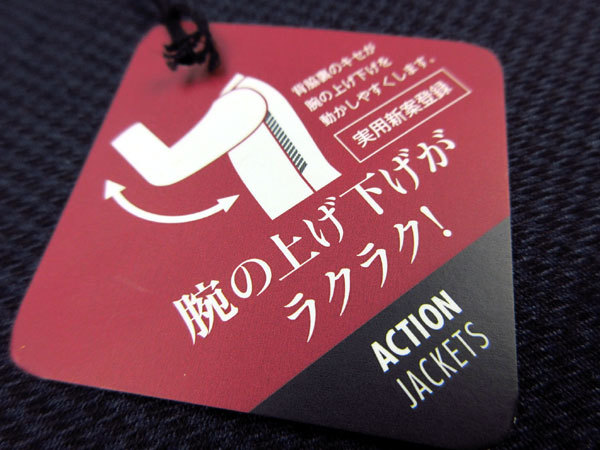 背脇裏のキセが
腕の上げ下げを
動かしやすくします。
実用新案登録
腕の上げ下げが
ラクラク!
ACTION
JACKETS